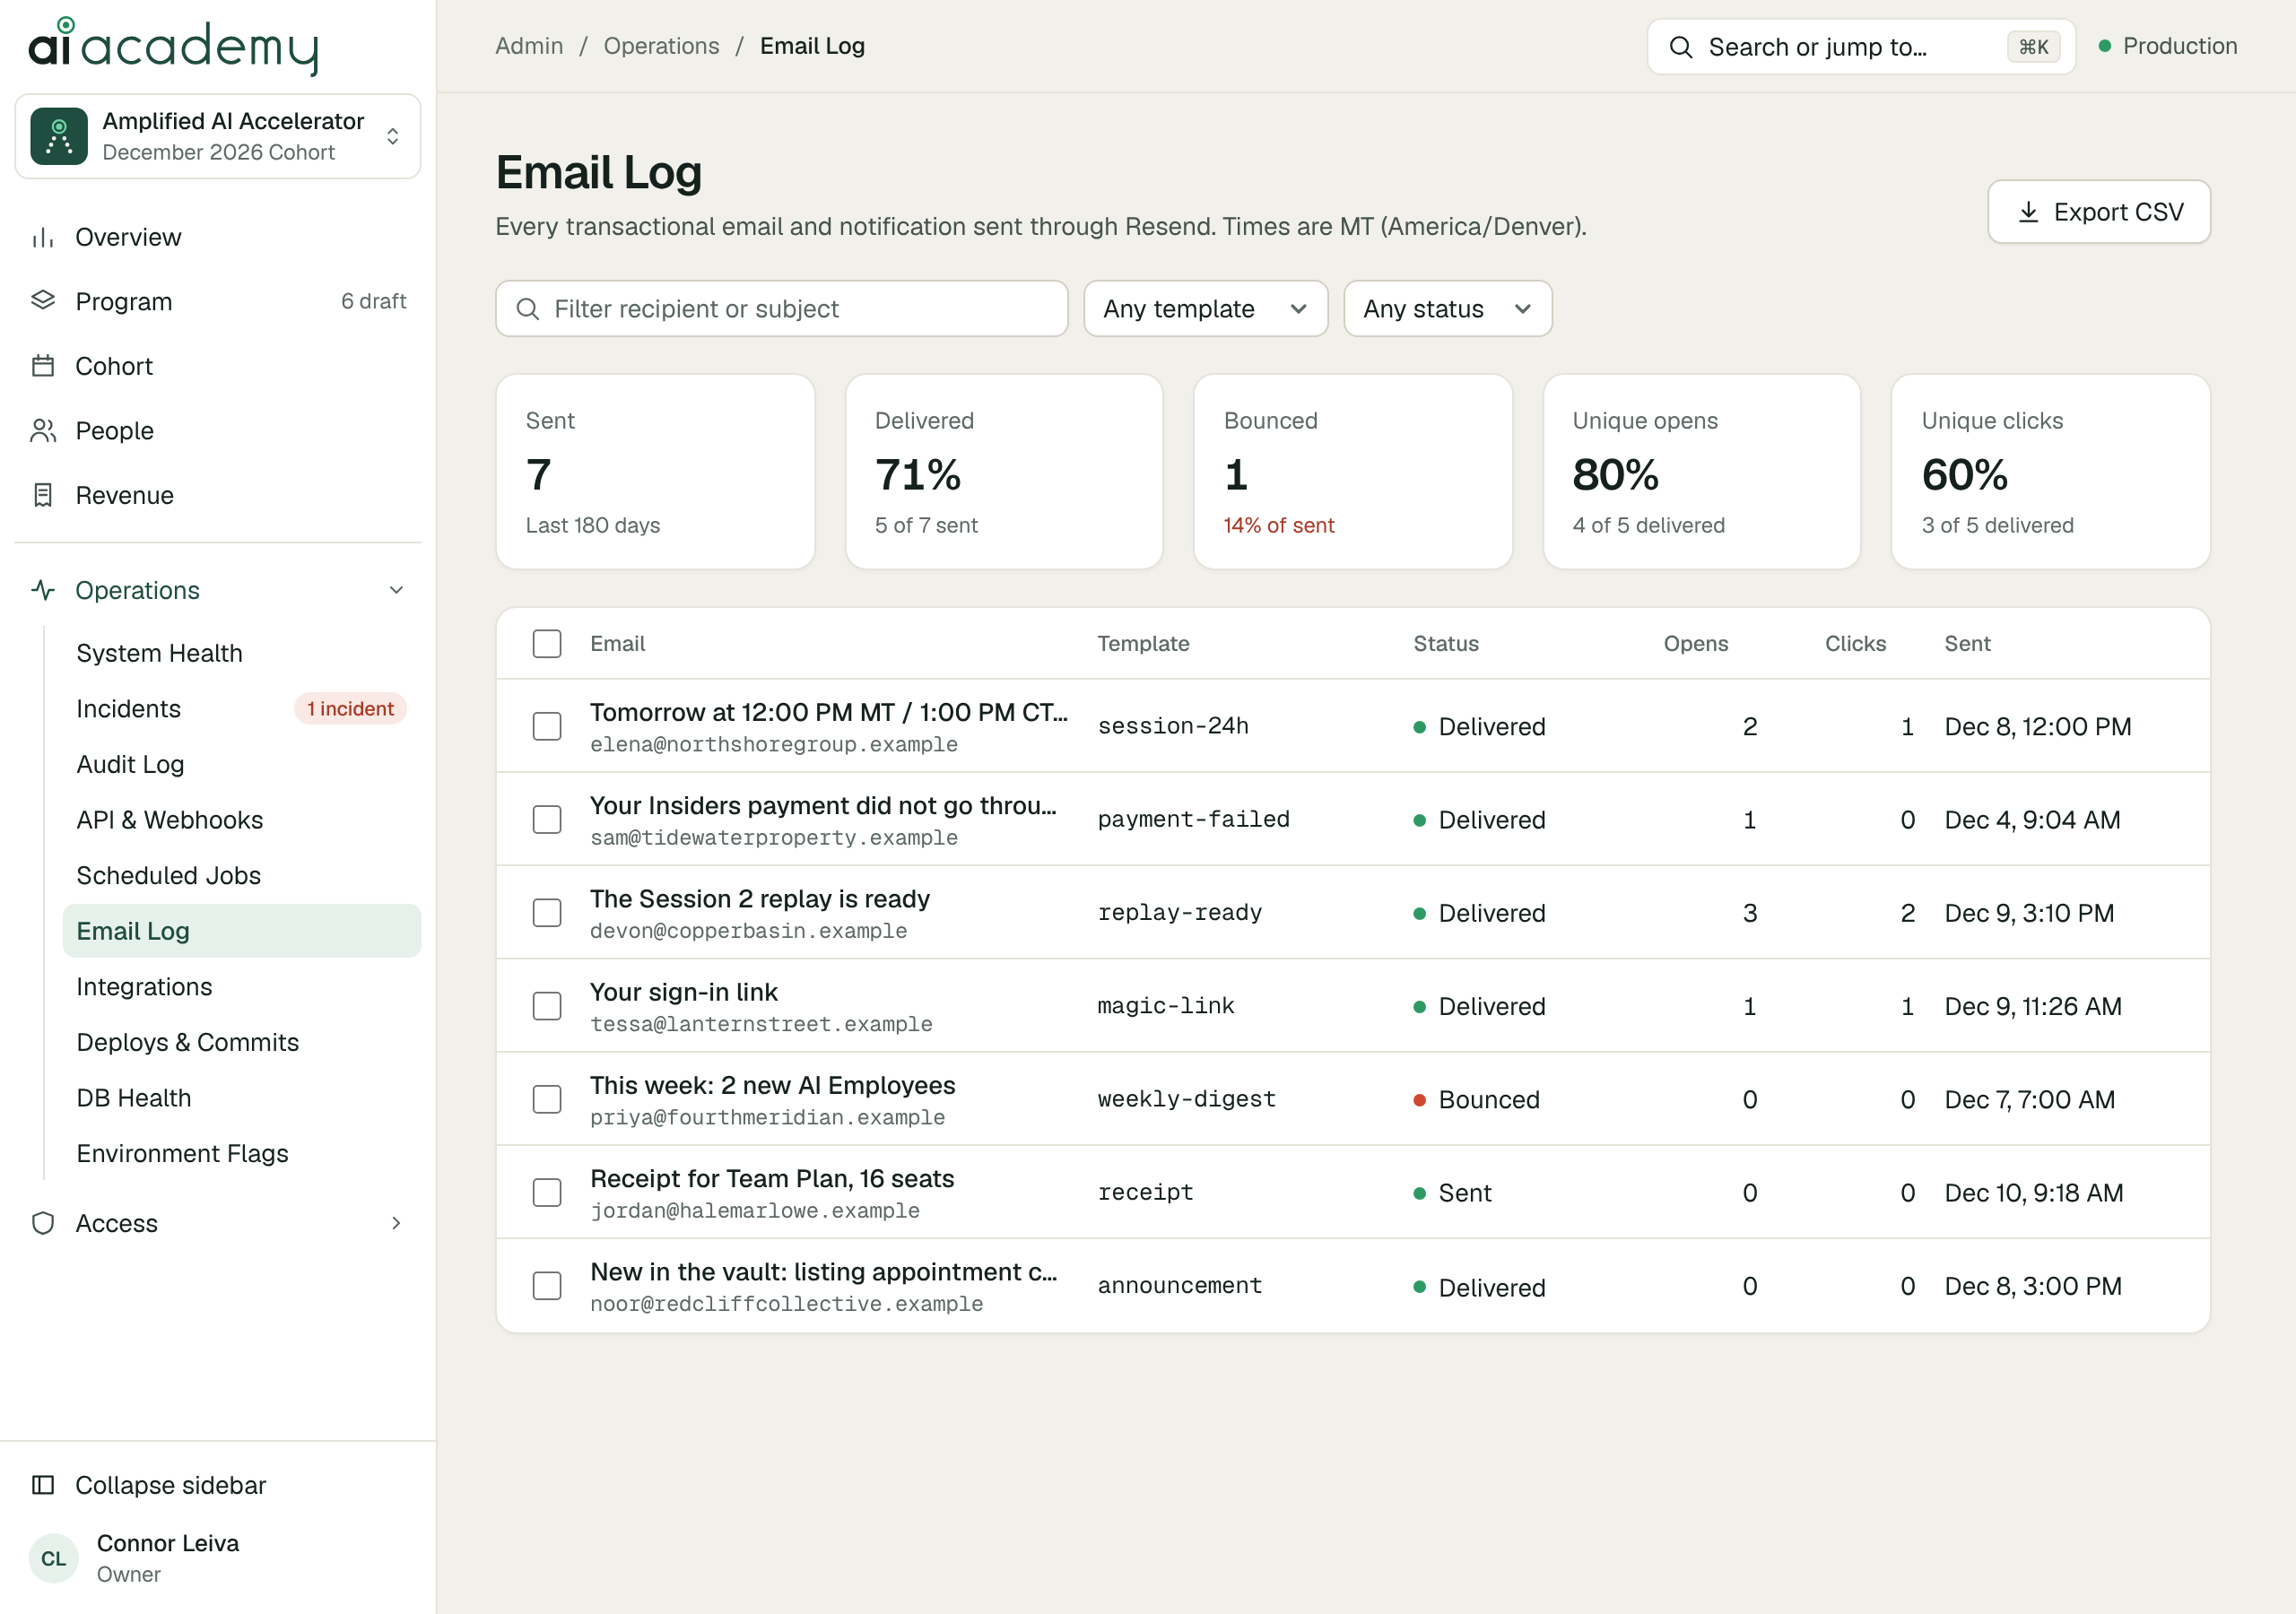 ai academy
Amplified AI Accelerator
December 2026 Cohort
Overview
Program 6 draft
Cohort
People
Revenue
Operations
System Health
Incidents 1 incident
Audit Log
API & Webhooks
Scheduled Jobs
Email Log
Integrations
Deploys & Commits
DB Health
Environment Flags
Access
Collapse sidebar
CL
Connor Leiva
Owner
Admin / Operations / Email Log
Search or jump to... ⌘K
Production
Email Log
Every transactional email and notification sent through Resend. Times are MT (America/Denver).
Export CSV
Filter recipient or subject
Any template
Any status
Sent
7
Last 180 days
Delivered
71%
5 of 7 sent
Bounced
1
14% of sent
Unique opens
80%
4 of 5 delivered
Unique clicks
60%
3 of 5 delivered
Email Template Status Opens Clicks Sent
Tomorrow at 12:00 PM MT / 1:00 PM CT...
elena@northshoregroup.example
session-24h Delivered 2 1 Dec 8, 12:00 PM
Your Insiders payment did not go throu...
sam@tidewaterproperty.example
payment-failed Delivered 1 0 Dec 4, 9:04 AM
The Session 2 replay is ready
devon@copperbasin.example
replay-ready Delivered 3 2 Dec 9, 3:10 PM
Your sign-in link
tessa@lanternstreet.example
magic-link Delivered 1 1 Dec 9, 11:26 AM
This week: 2 new AI Employees
priya@fourthmeridian.example
weekly-digest Bounced 0 0 Dec 7, 7:00 AM
Receipt for Team Plan, 16 seats
jordan@halemarlowe.example
receipt Sent 0 0 Dec 10, 9:18 AM
New in the vault: listing appointment c...
noor@redcliffcollective.example
announcement Delivered 0 0 Dec 8, 3:00 PM